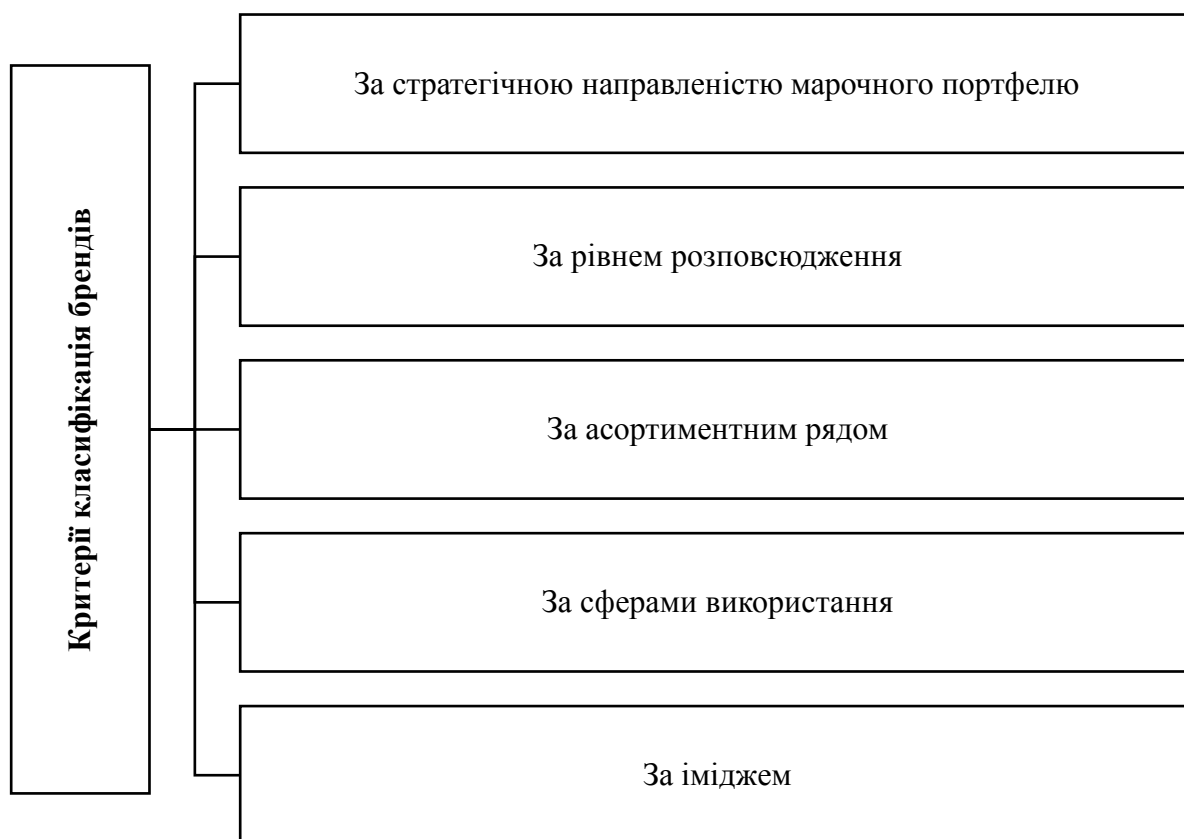 Критерії класифікація брендів
За стратегічною направленістю марочного портфелю
За рівнем розповсюдження
За асортиментним рядом
За сферами використання
За іміджем